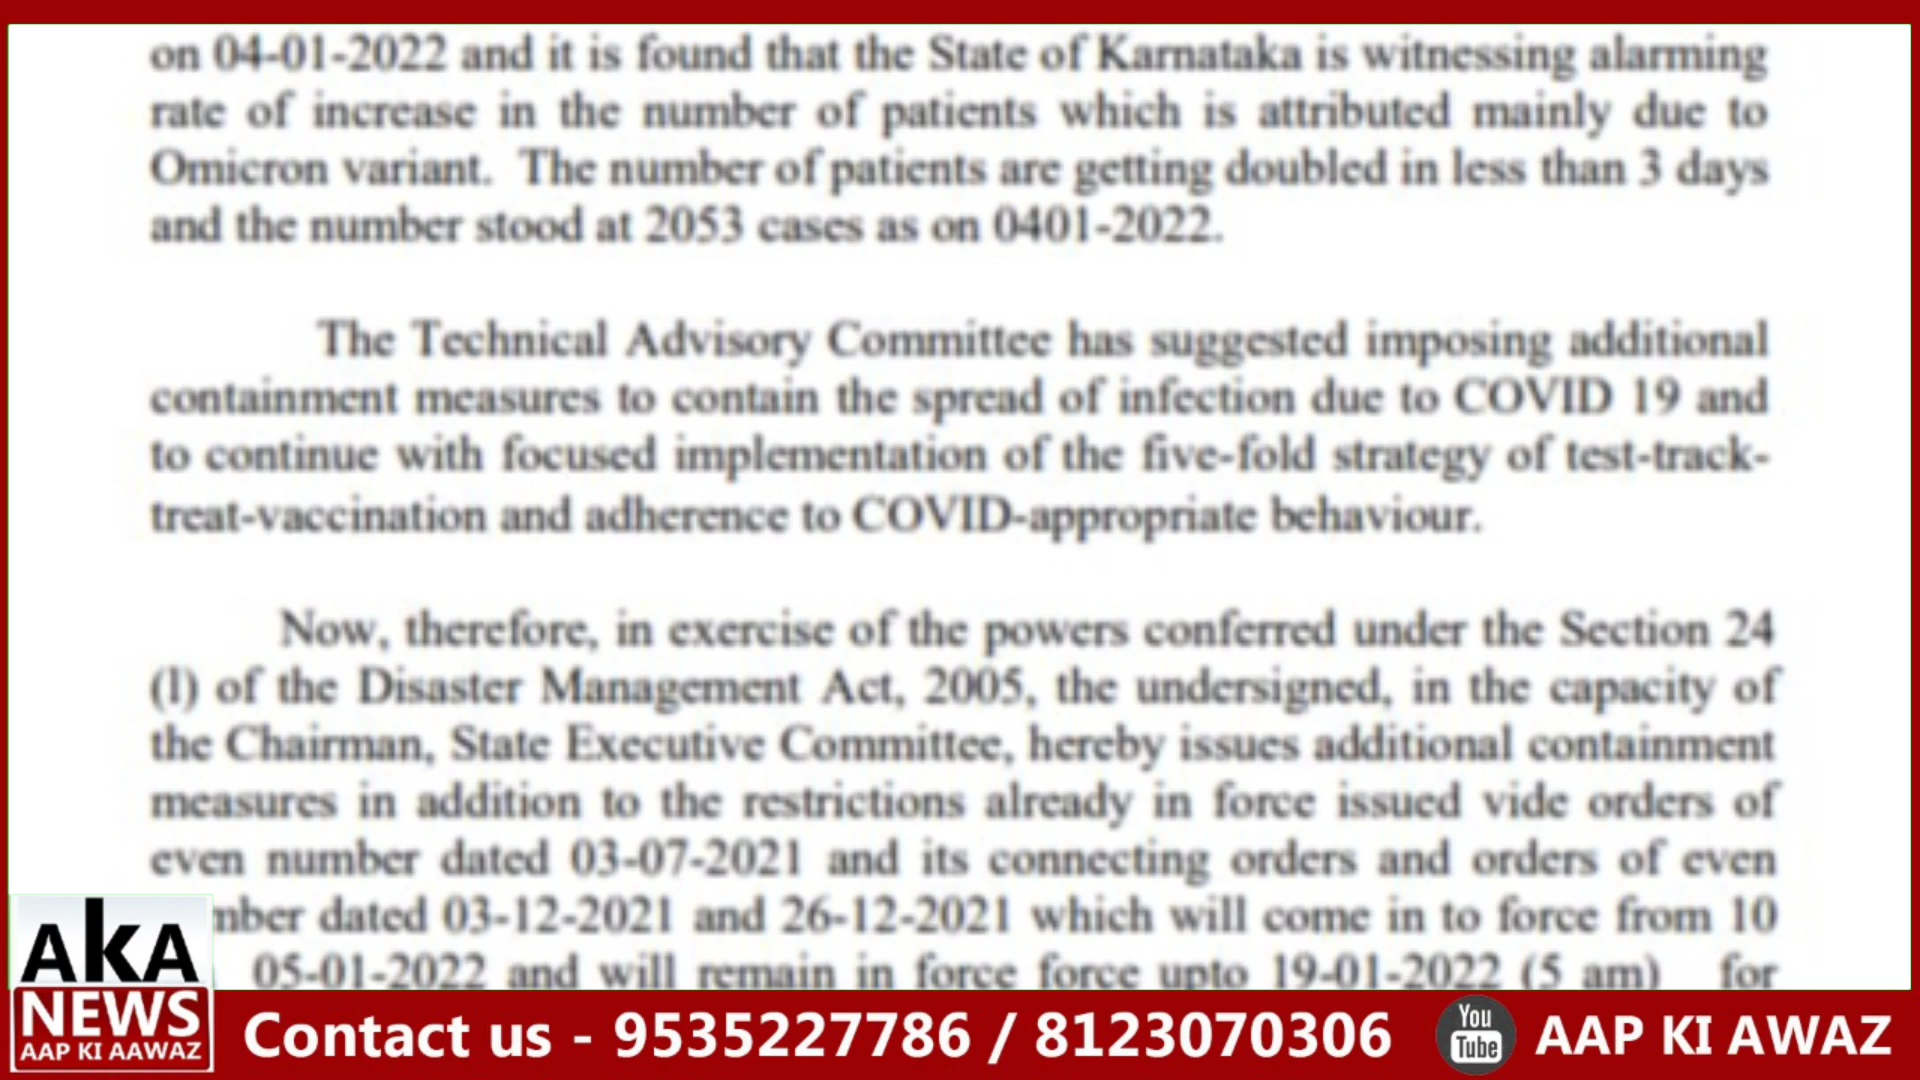 on 04-01-2022 and it is found that the State of Karnataka is witnessing alarming
rate of increase in the number of patients which is attributed mainly due to
Omicron variant. The number of patients are getting doubled in less than 3 days
and the number stood at 2053 cases as on 0401-2022.
The Technical Advisory Committee has suggested imposing additional
containment measures to contain the spread of infection due to COVID 19 and
to continue with focused implementation of the five-fold strategy of test-track-
treat-vaccination and adherence to COVID-appropriate behaviour.
Now, therefore, in exercise of the powers conferred under the Section 24
(l) of the Disaster Management Act, 2005, the undersigned, in the capacity of
the Chairman, State Executive Committee, hereby issues additional containment
measures in addition to the restrictions already in force issued vide orders of
even number dated 03-07-2021 and its connecting orders and orders of even
mber dated 03-12-2021 and 26-12-2021 which will come in to force from 10
05-01-2022 and will remain in force force upto 19-01-2022 (5 am) for
AKA
NEWS
AAP KI AAWAZ
Contact us - 9535227786 / 8123070306
You
Tube
AAP KI AWAZ